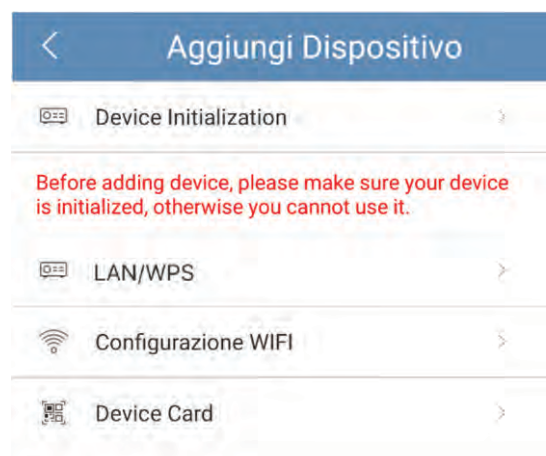 Aggiungi Dispositivo
Device Initialization
Before adding device, please make sure your device
is initialized, otherwise you cannot use it.
LAN/WPS
Configurazione WIFI
Device Card